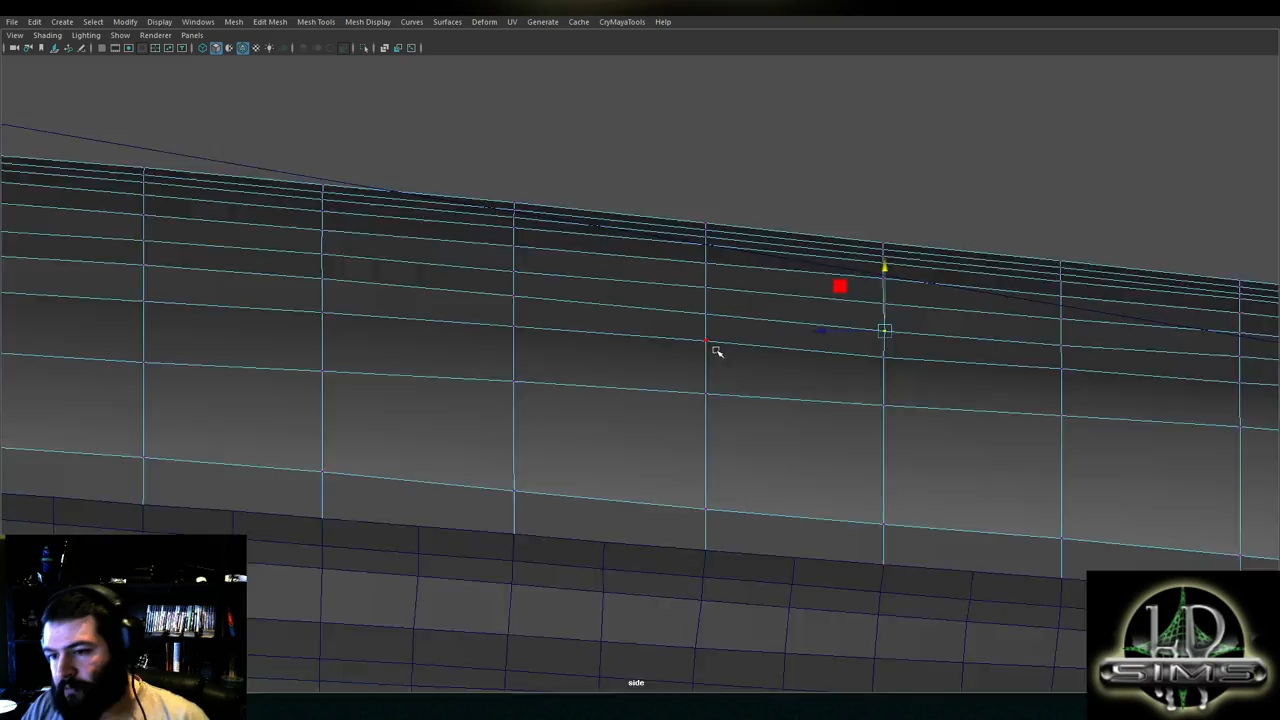 File Edit Create Select Modify Display Windows Mesh Edit Mesh Mesh Tools Mesh Display Curves Surfaces Deform UV Generate Cache CryMayaTools Help
View Shading Lighting Show Renderer Panels
side
SIMS